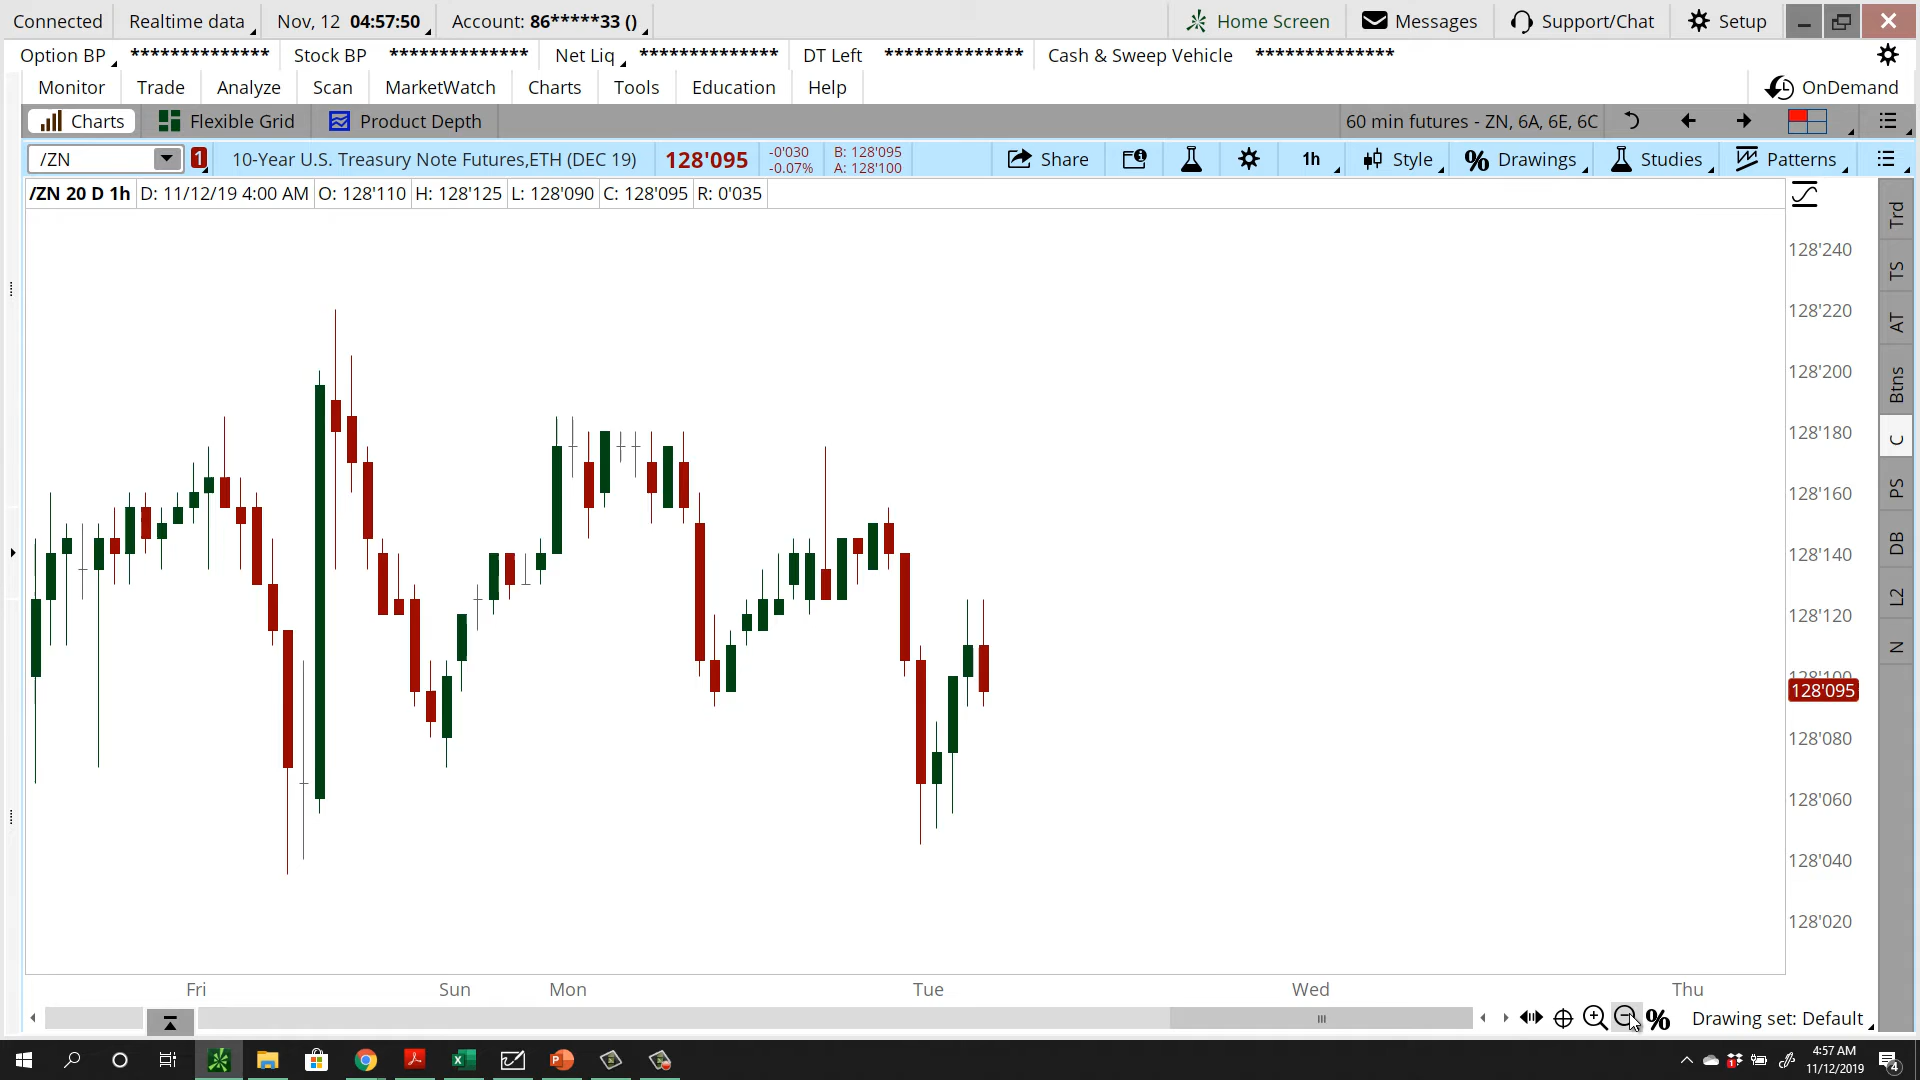 Connected Realtime data Nov, 12 04:57:50 Account: 86*****33 () Home Screen Messages Support/Chat Setup
Option BP ************** Stock BP ************** Net Liq ************** DT Left ************** Cash & Sweep Vehicle **************
Monitor Trade Analyze Scan MarketWatch Charts Tools Education Help OnDemand
Charts Flexible Grid Product Depth 60 min futures - ZN, 6A, 6E, 6C
/ZN 1 10-Year U.S. Treasury Note Futures,ETH (DEC 19) 128'095 -0'030 B: 128'095 Share 1h Style Drawings Studies Patterns
-0.07% A: 128'100
/ZN 20 D 1h D: 11/12/19 4:00 AM O: 128'110 H: 128'125 L: 128'090 C: 128'095 R: 0'035
Trd
128'240
TS
128'220
AT
128'200
Btns
128'180
C
128'160
PS
128'140
DB
L2
128'120
N
128'100
128'095
128'080
128'060
128'040
128'020
Fri Sun Mon Tue Wed Thu
% Drawing set: Default
4:57 AM
11/12/2019
4